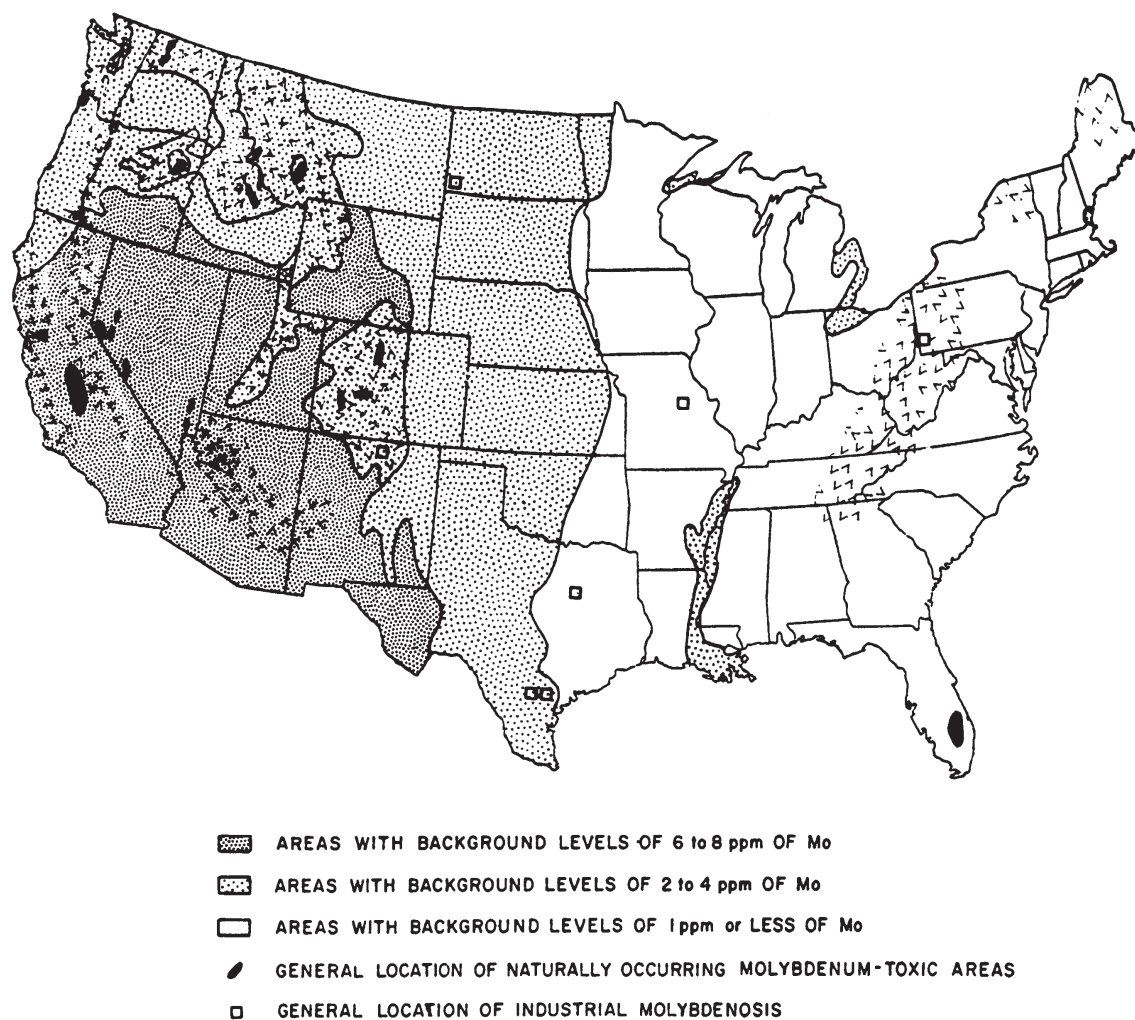 AREAS WITH BACKGROUND LEVELS OF 6 to 8 ppm OF Mo
AREAS WITH BACKGROUND LEVELS OF 2 to 4 ppm OF Mo
AREAS WITH BACKGROUND LEVELS OF 1 ppm or LESS OF Mo
GENERAL LOCATION OF NATURALLY OCCURRING MOLYBDENUM-TOXIC AREAS
GENERAL LOCATION OF INDUSTRIAL MOLYBDENOSIS